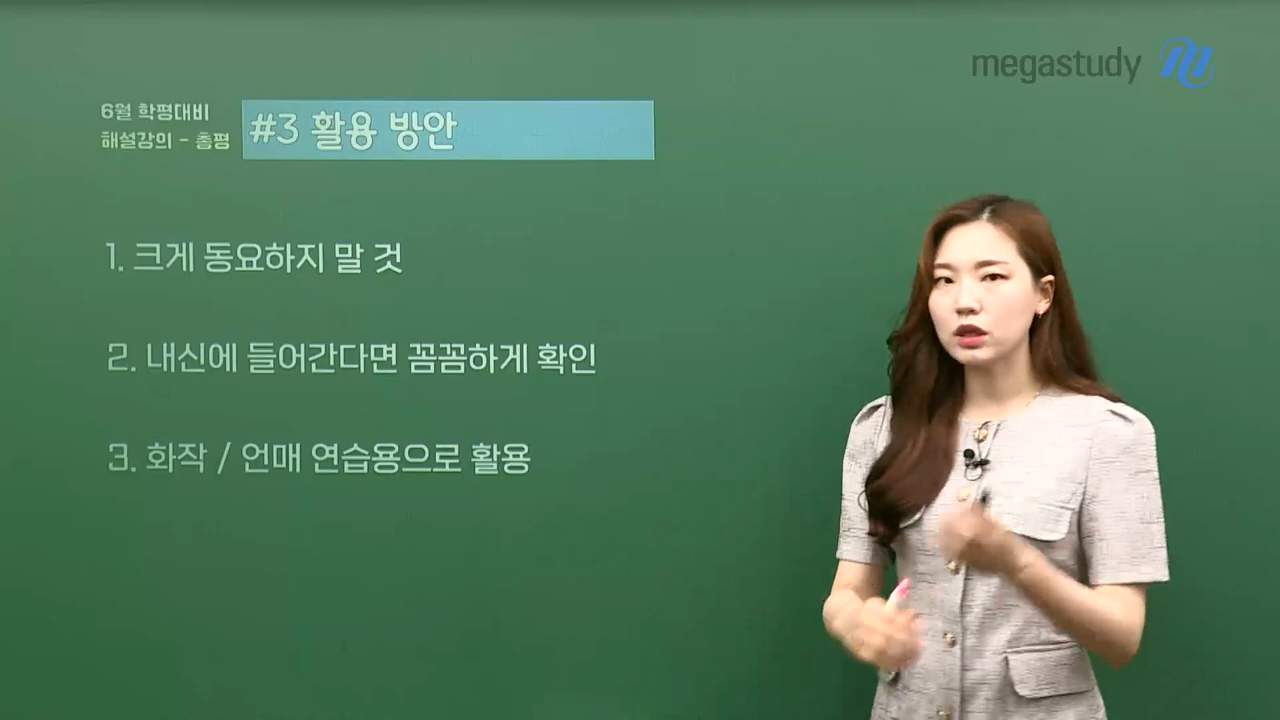 megastudy
6월 학평대비
해설강의 - 총평
#3 활용 방안
1. 크게 동요하지 말 것
2. 내신에 들어간다면 꼼꼼하게 확인
3. 화작 / 언매 연습용으로 활용